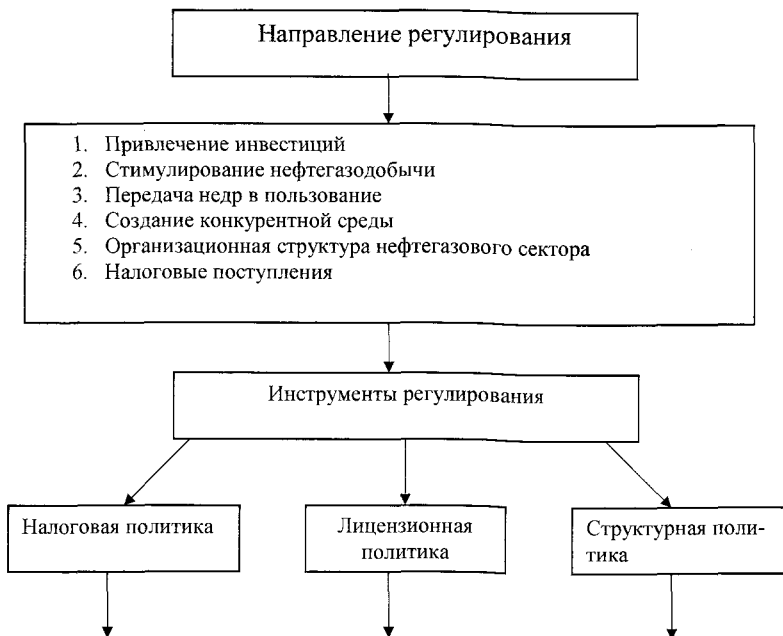 Направление регулирования
1. Привлечение инвестиций
2. Стимулирование нефтегазодобычи
3. Передача недр в пользование
4. Создание конкурентной среды
5. Организационная структура нефтегазового сектора
6. Налоговые поступления
Инструменты регулирования
Налоговая политика
Лицензионная
политика
Структурная поли-
тика